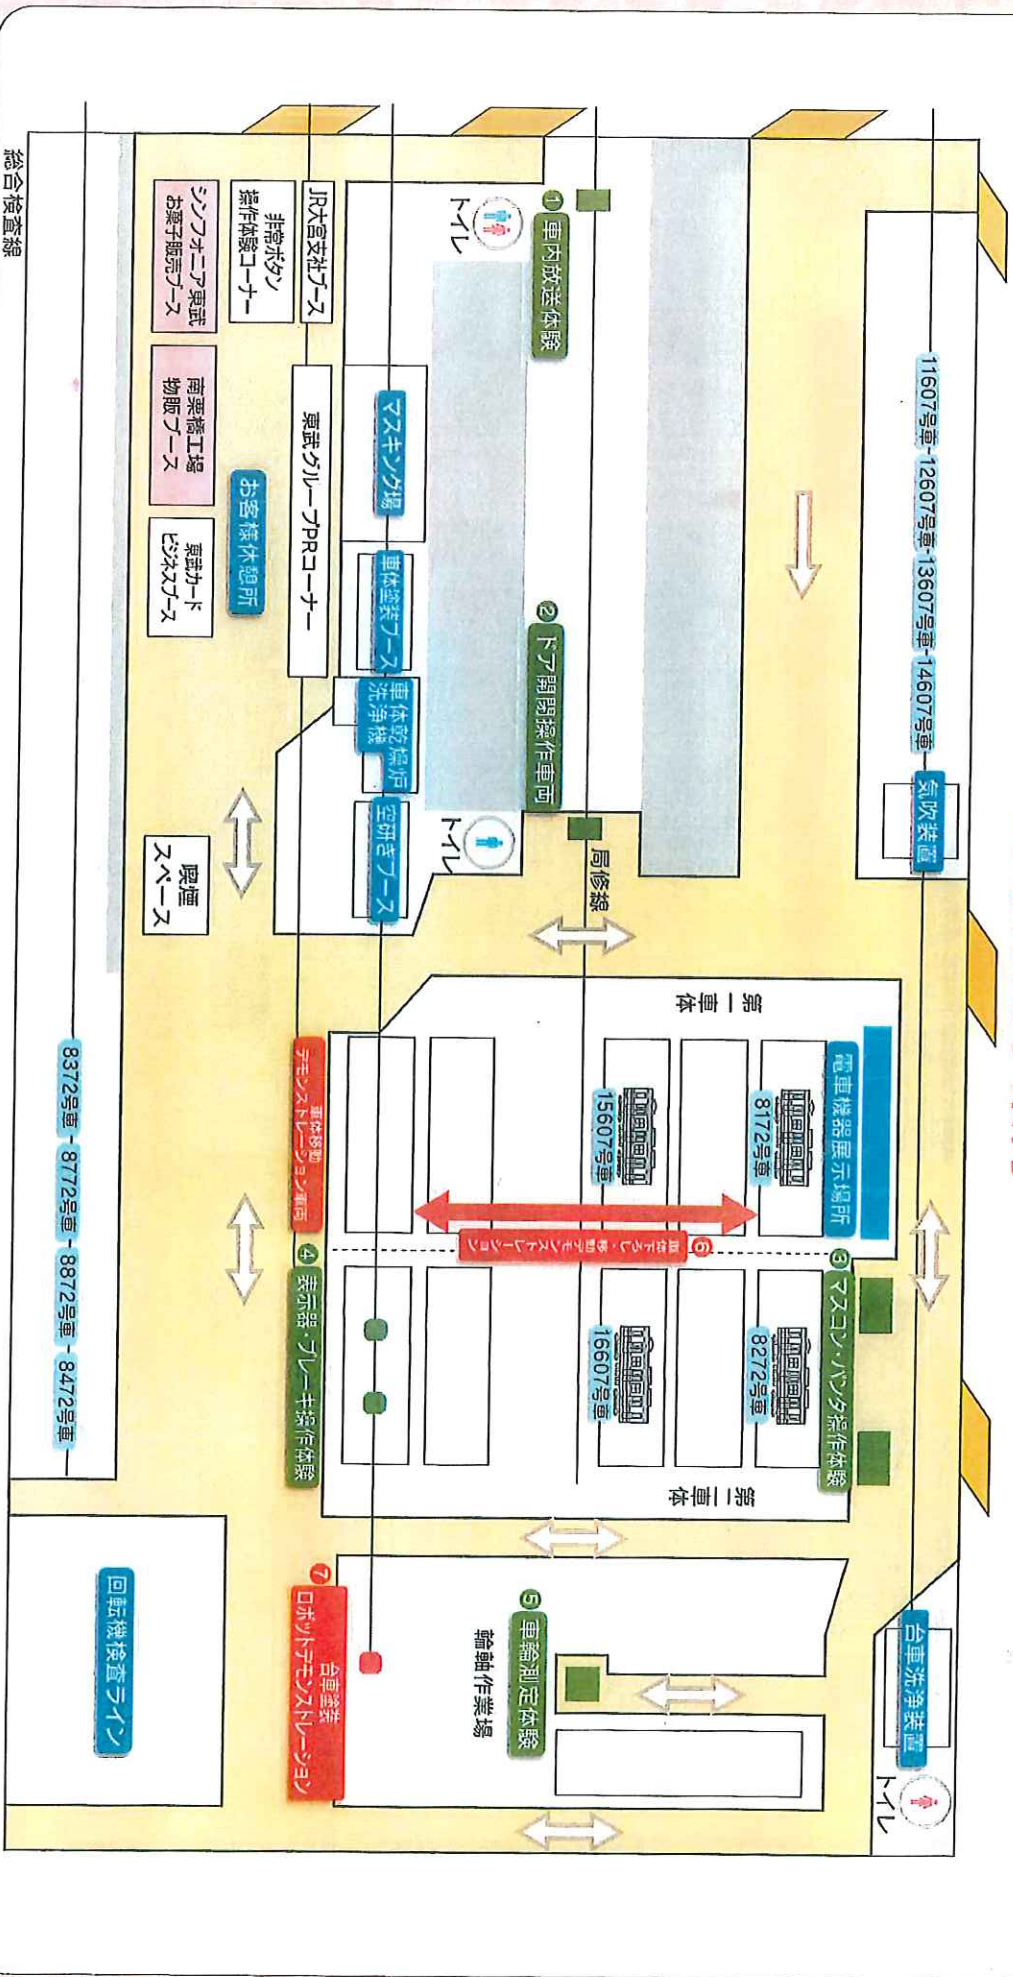 11607号車-12607号車-13607号車-14607号車
気吹装置
台車洗浄装置
トイレ
❶車内放送体験
トイレ
❷ドア開閉操作車両
局修線
トイレ
マスキング場
車体塗装ブース
車体乾燥炉
洗浄機
空研ぎブース
第一車体
電車機器展示場所
8172号車
15607号車
❸マスコン・パンタ操作体験
8272号車
16607号車
第二車体
❻車体下ろし・移動デモンストレーション
車体移動
デモンストレーション車両
❹表示器・ブレーキ操作体験
❺車輪測定体験
輪軸作業場
❼台車塗装
ロボットデモンストレーション
JR大宮支社ブース
非常ボタン
操作体験コーナー
シンフォニア東武
お菓子販売ブース
東武グループPRコーナー
南栗橋工場
物販ブース
お客様休憩所
東武カード
ビジネスブース
喫煙
スペース
総合検査線
8372号車-8772号車-8872号車-8472号車
回転機検査ライン